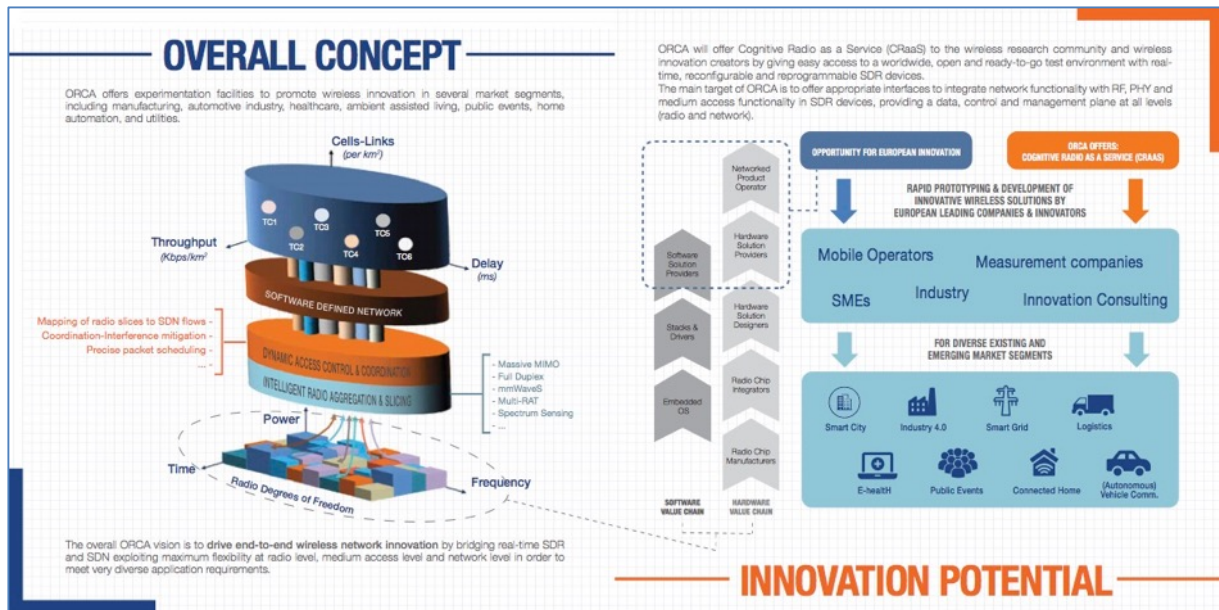 OVERALL CONCEPT
ORCA offers experimentation facilities to promote wireless innovation in several market segments,
including manufacturing, automotive industry, healthcare, ambient assisted living, public events, home
automation, and utilities.
Cells-Links
(per km²)
TC1
TC3
TC5
TC2
TC4
TC6
Throughput
(Kbps/km²
Delay
(ms)
SOFTWARE DEFINED NETWORK
Mapping of radio slices to SDN flows -
Coordination-Interference mitigation -
Precise packet scheduling -
... -
DYNAMIC ACCESS CONTROL & COORDINATION
INTELLIGENT RADIO AGGREGATION & SLICING
- Massive MIMO
- Full Duplex
- mmWaveS
- Multi-RAT
- Spectrum Sensing
- ...
Power
Time
Frequency
Radio Degrees of Freedom
The overall ORCA vision is to drive end-to-end wireless network innovation by bridging real-time SDR
and SDN exploiting maximum flexibility at radio level, medium access level and network level in order to
meet very diverse application requirements.
ORCA will offer Cognitive Radio as a Service (CRaaS) to the wireless research community and wireless
innovation creators by giving easy access to a worldwide, open and ready-to-go test environment with real-
time, reconfigurable and reprogrammable SDR devices.
The main target of ORCA is to offer appropriate interfaces to integrate network functionality with RF, PHY and
medium access functionality in SDR devices, providing a data, control and management plane at all levels
(radio and network).
Software
Solution
Providers
Stacks &
Drivers
Embedded
OS
SOFTWARE
VALUE CHAIN
Networked
Product
Operator
Hardware
Solution
Providers
Hardware
Solution
Designers
Radio Chip
Integrators
Radio Chip
Manufacturers
HARDWARE
VALUE CHAIN
OPPORTUNITY FOR EUROPEAN INNOVATION
ORCA OFFERS:
COGNITIVE RADIO AS A SERVICE (CRAAS)
RAPID PROTOTYPING & DEVELOPMENT OF
INNOVATIVE WIRELESS SOLUTIONS BY
EUROPEAN LEADING COMPANIES & INNOVATORS
Mobile Operators
Measurement companies
SMEs
Industry
Innovation Consulting
FOR DIVERSE EXISTING AND
EMERGING MARKET SEGMENTS
Smart City
Industry 4.0
Smart Grid
Logistics
E-healtH
Public Events
Connected Home
(Autonomous)
Vehicle Comm.
INNOVATION POTENTIAL